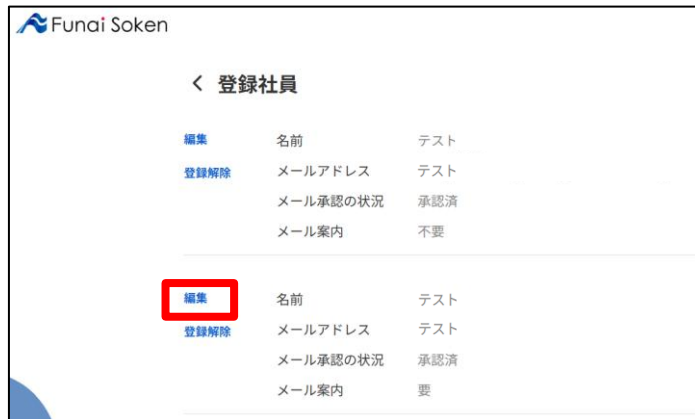 Funai Soken
登録社員
編集 名前 テスト
登録解除 メールアドレス テスト
メール承認の状況 承認済
メール案内 不要
編集 名前 テスト
登録解除 メールアドレス テスト
メール承認の状況 承認済
メール案内 要